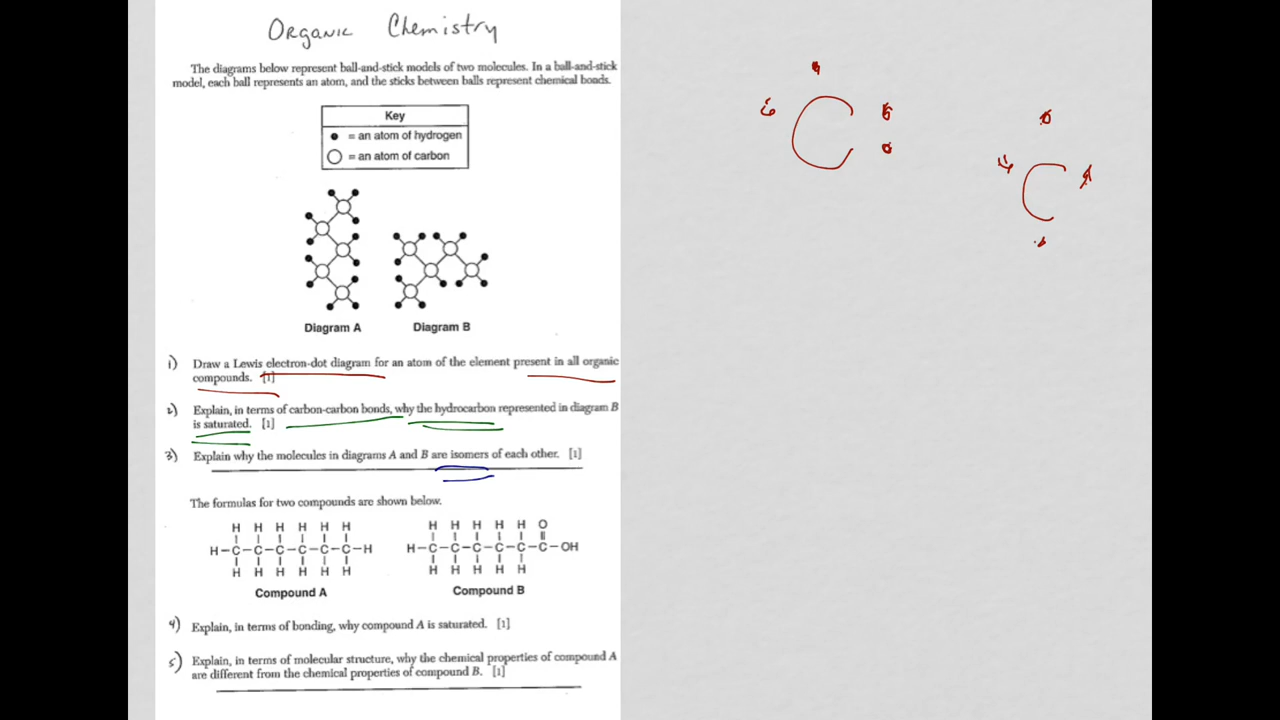 Organic Chemistry
The diagrams below represent ball-and-stick models of two molecules. In a ball-and-stick
model, each ball represents an atom, and the sticks between balls represent chemical bonds.
Key
= an atom of hydrogen
= an atom of carbon
Diagram A
Diagram B
1) Draw a Lewis electron-dot diagram for an atom of the element present in all organic
compounds. [1]
2) Explain, in terms of carbon-carbon bonds, why the hydrocarbon represented in diagram B
is saturated. [1]
3) Explain why the molecules in diagrams A and B are isomers of each other. [1]
The formulas for two compounds are shown below.
H H H H H H
H-C-C-C-C-C-C-H
H H H H H H
Compound A
H H H H H O
H-C-C-C-C-C-C-OH
H H H H H
Compound B
4) Explain, in terms of bonding, why compound A is saturated. [1]
5) Explain, in terms of molecular structure, why the chemical properties of compound A
are different from the chemical properties of compound B. [1]
C
C